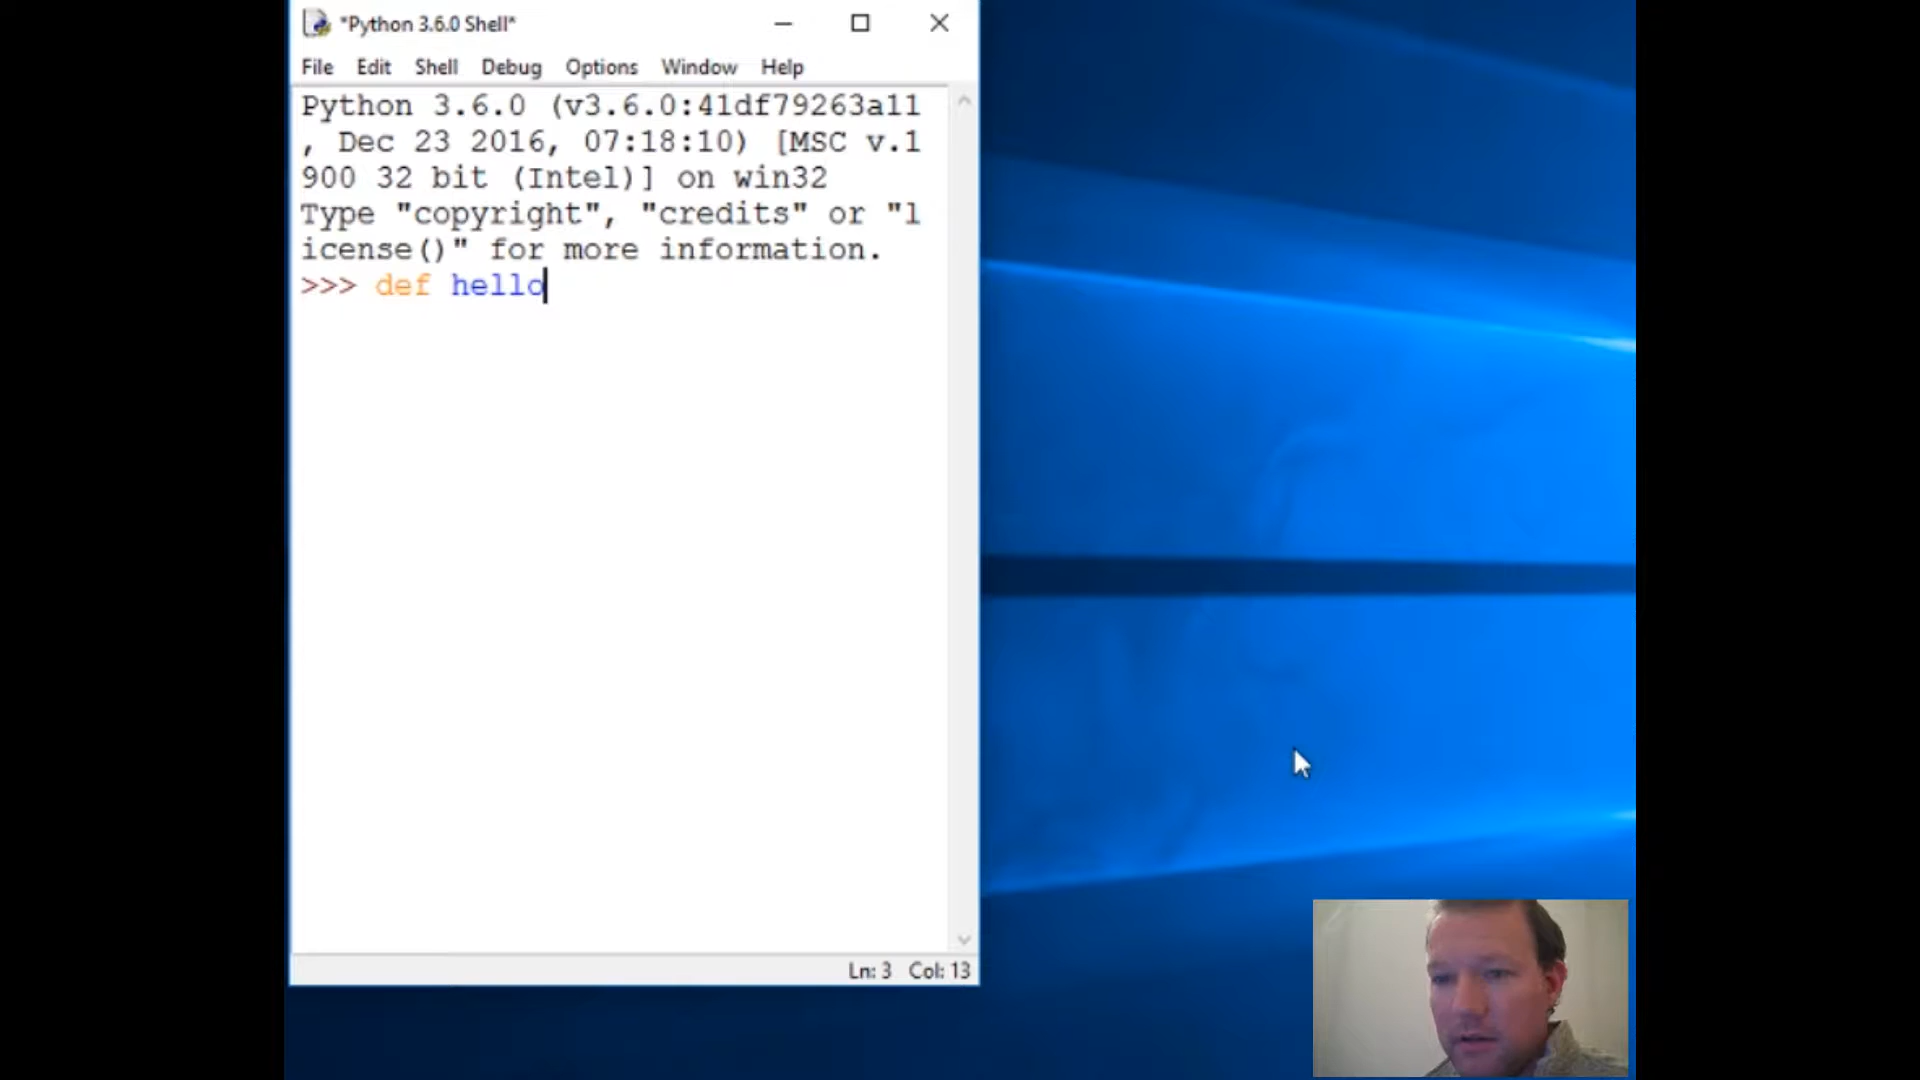 *Python 3.6.0 Shell*
File Edit Shell Debug Options Window Help
Python 3.6.0 (v3.6.0:41df79263a11
, Dec 23 2016, 07:18:10) [MSC v.1
900 32 bit (Intel)] on win32
Type "copyright", "credits" or "l
icense()" for more information.
>>> def hello
Ln: 3 Col: 13